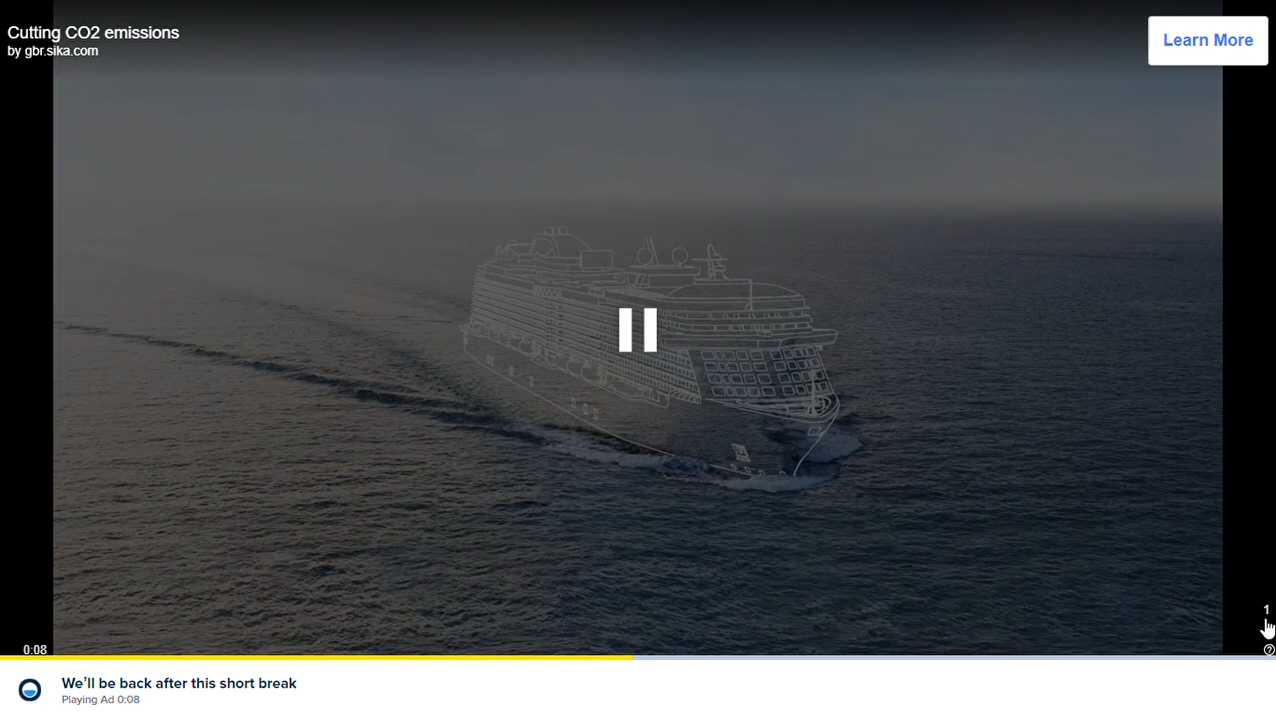 Cutting CO2 emissions
by gbr.sika.com
Learn More
1
0:08
We'll be back after this short break
Playing Ad 0:08